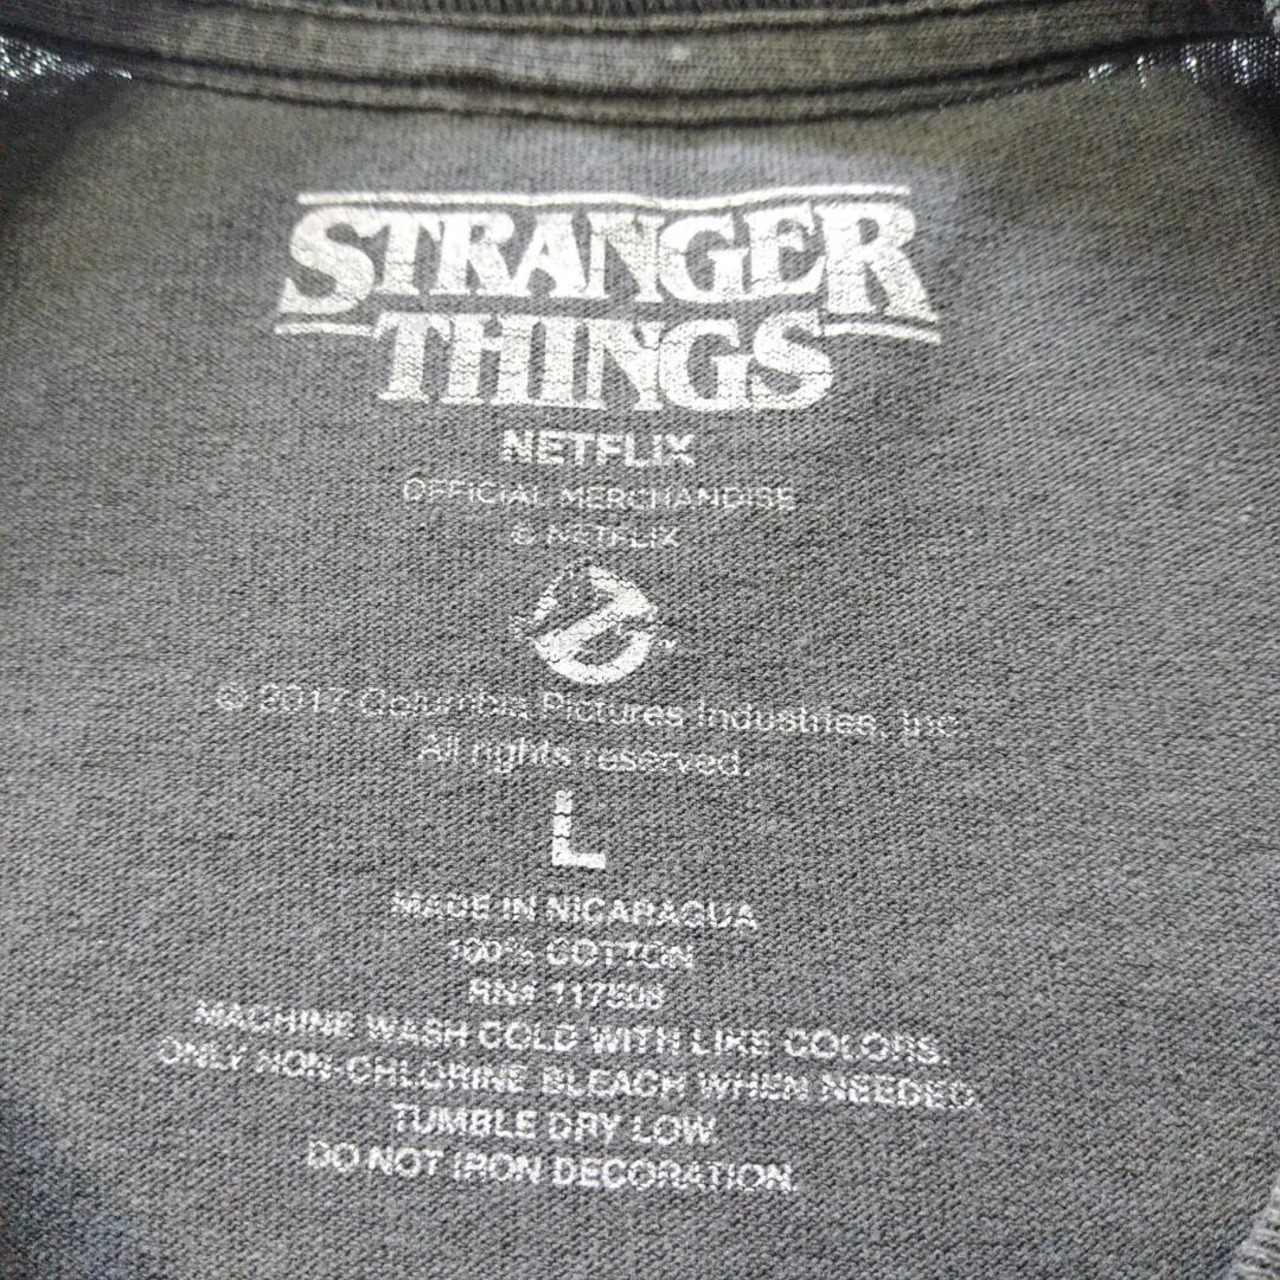 STRANGER
THINGS
NETFLIX
OFFICIAL MERCHANDISE
© NETFLIX
© 2017 Columbia Pictures Industries, Inc.
All rights reserved.
L
MADE IN NICARAGUA
100% COTTON
RN# 117508
MACHINE WASH COLD WITH LIKE COLORS.
ONLY NON-CHLORINE BLEACH WHEN NEEDED.
TUMBLE DRY LOW.
DO NOT IRON DECORATION.